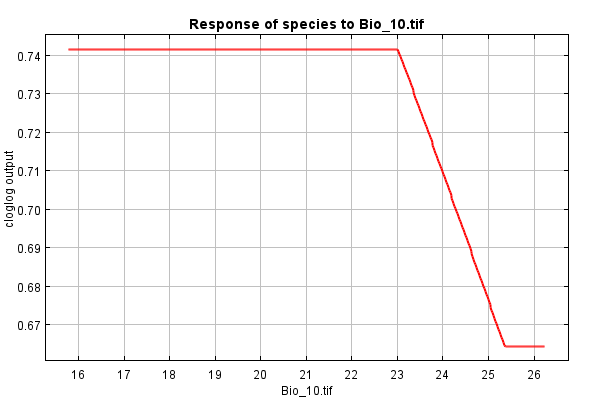 Response of species to Bio_10.tif
cloglog output
0.74
0.73
0.72
0.71
0.70
0.69
0.68
0.67
16 17 18 19 20 21 22 23 24 25 26
Bio_10.tif